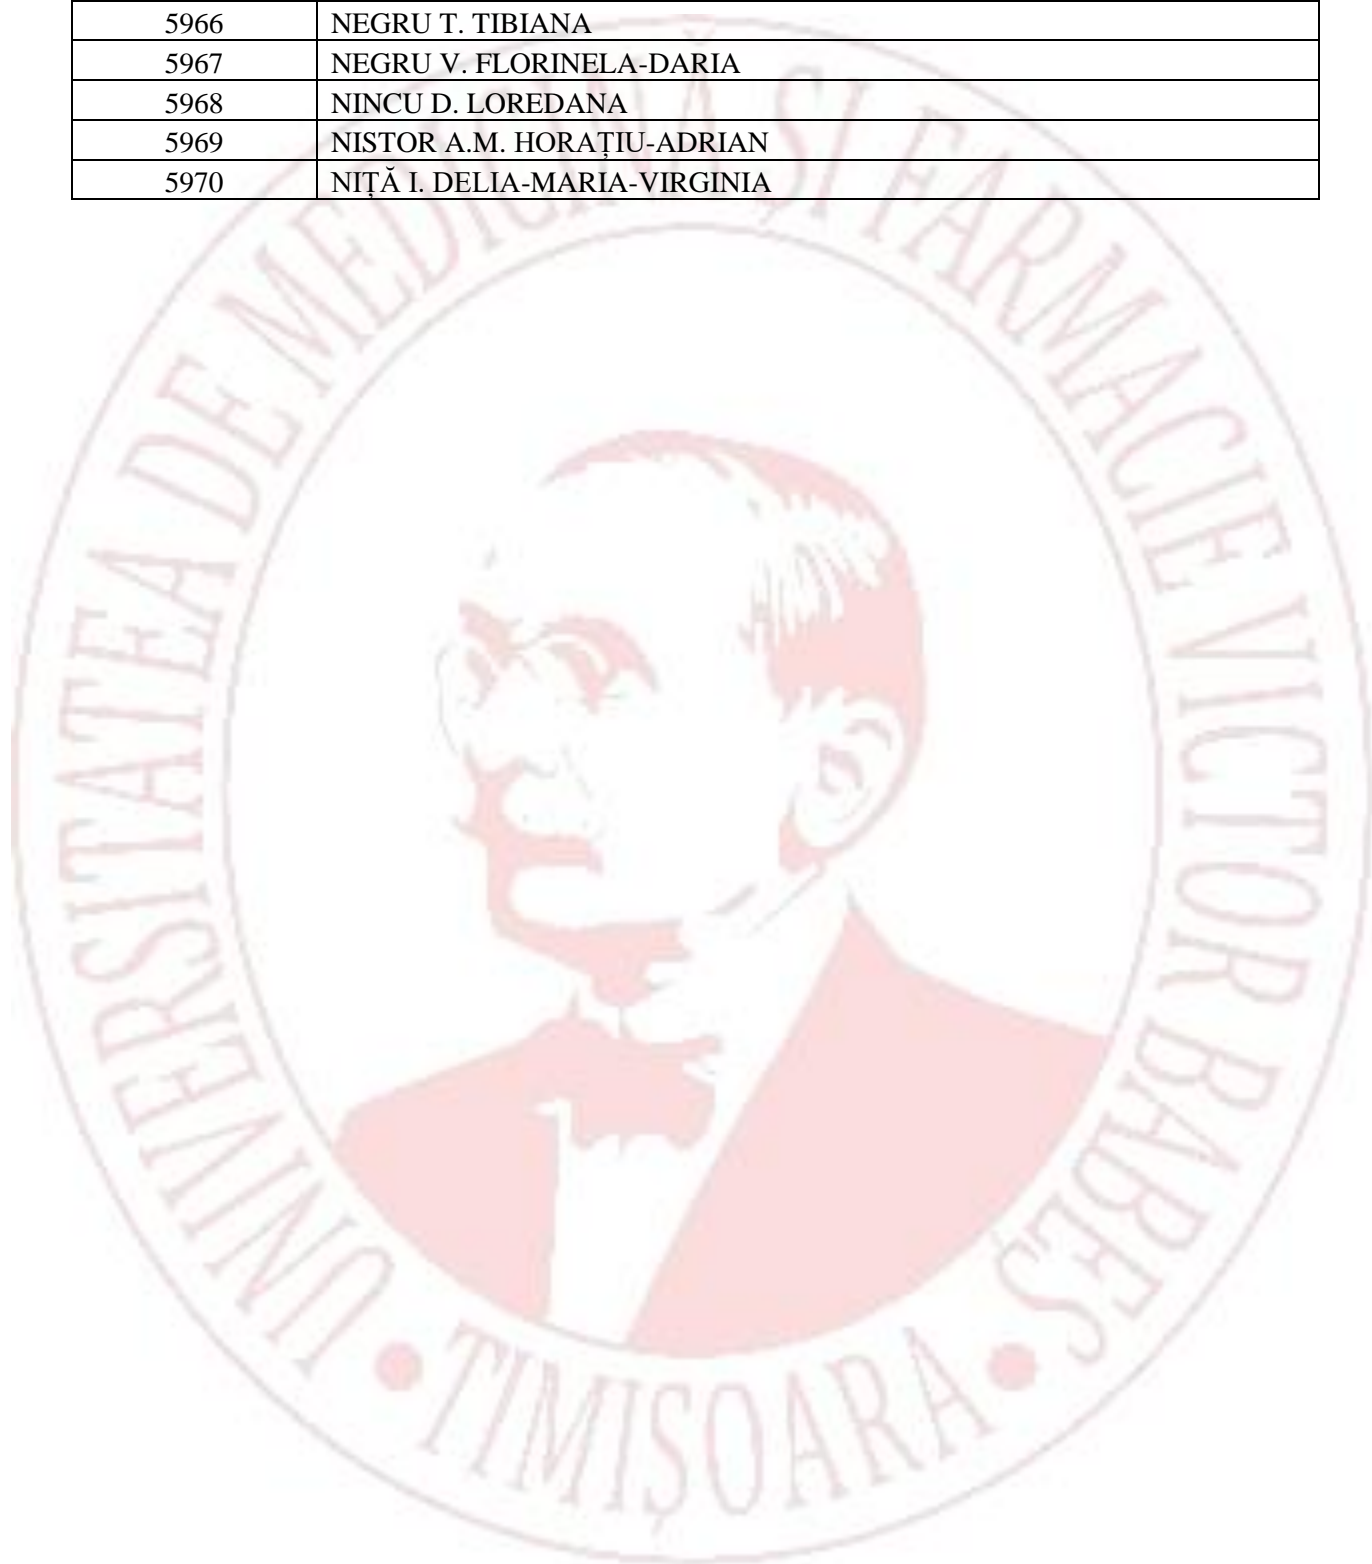 5966 NEGRU T. TIBIANA
5967 NEGRU V. FLORINELA-DARIA
5968 NINCU D. LOREDANA
5969 NISTOR A.M. HORAȚIU-ADRIAN
5970 NIȚĂ I. DELIA-MARIA-VIRGINIA
UNIVERSITATEA DE MEDICINĂ ȘI FARMACIE VICTOR BABEȘ
• TIMIȘOARA •